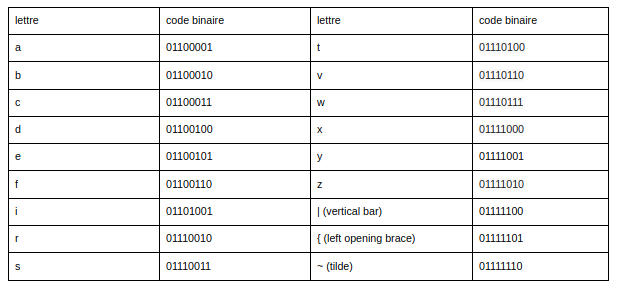 lettre code binaire lettre code binaire
a 01100001 t 01110100
b 01100010 v 01110110
c 01100011 w 01110111
d 01100100 x 01111000
e 01100101 y 01111001
f 01100110 z 01111010
i 01101001 | (vertical bar) 01111100
r 01110010 { (left opening brace) 01111101
s 01110011 ~ (tilde) 01111110